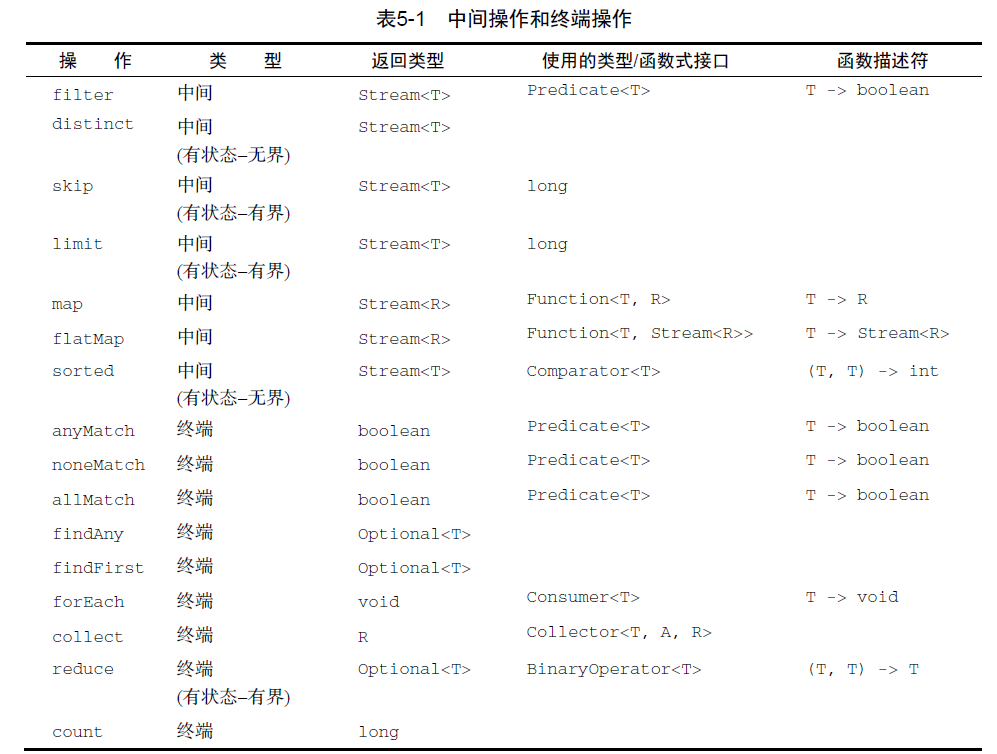 表5-1 中间操作和终端操作
操 作 类 型 返回类型 使用的类型/函数式接口 函数描述符
filter 中间 Stream<T> Predicate<T> T -> boolean
distinct 中间 Stream<T>
(有状态–无界)
skip 中间 Stream<T> long
(有状态–有界)
limit 中间 Stream<T> long
(有状态–有界)
map 中间 Stream<R> Function<T, R> T -> R
flatMap 中间 Stream<R> Function<T, Stream<R>> T -> Stream<R>
sorted 中间 Stream<T> Comparator<T> (T, T) -> int
(有状态–无界)
anyMatch 终端 boolean Predicate<T> T -> boolean
noneMatch 终端 boolean Predicate<T> T -> boolean
allMatch 终端 boolean Predicate<T> T -> boolean
findAny 终端 Optional<T>
findFirst 终端 Optional<T>
forEach 终端 void Consumer<T> T -> void
collect 终端 R Collector<T, A, R>
reduce 终端 Optional<T> BinaryOperator<T> (T, T) -> T
(有状态–有界)
count 终端 long